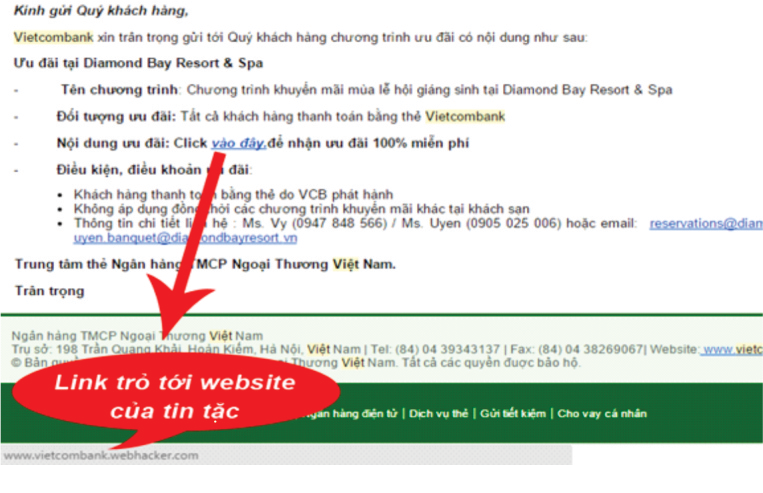 Kính gửi Quý khách hàng,
Vietcombank xin trân trọng gửi tới Quý khách hàng chương trình ưu đãi có nội dung như sau:
Ưu đãi tại Diamond Bay Resort & Spa
- Tên chương trình: Chương trình khuyến mãi mùa lễ hội giáng sinh tại Diamond Bay Resort & Spa
- Đối tượng ưu đãi: Tất cả khách hàng thanh toán bằng thẻ Vietcombank
- Nội dung ưu đãi: Click vào đây để nhận ưu đãi 100% miễn phí
- Điều kiện, điều khoản đãi:
• Khách hàng thanh toán bằng thẻ do VCB phát hành
• Không áp dụng đồng thời các chương trình khuyến mãi khác tại khách sạn
• Thông tin chi tiết liên hệ : Ms. Vy (0947 848 566) / Ms. Uyen (0905 025 006) hoặc email: reservations@diam
uyen.banquet@diamondbayresort.vn
Trung tâm thẻ Ngân hàng TMCP Ngoại Thương Việt Nam.
Trân trọng
Ngân hàng TMCP Ngoại Thương Việt Nam
Trụ sở: 198 Trần Quang Khải, Hoàn Kiếm, Hà Nội, Việt Nam | Tel: (84) 04 39343137 | Fax: (84) 04 38269067| Website: www.vietc
© Bản Thương Việt Nam. Tất cả các quyền được bảo hộ.
Link trỏ tới website
của tin tặc
ngân hàng điện tử | Dịch vụ thẻ | Gửi tiết kiệm | Cho vay cá nhân
www.vietcombank.webhacker.com